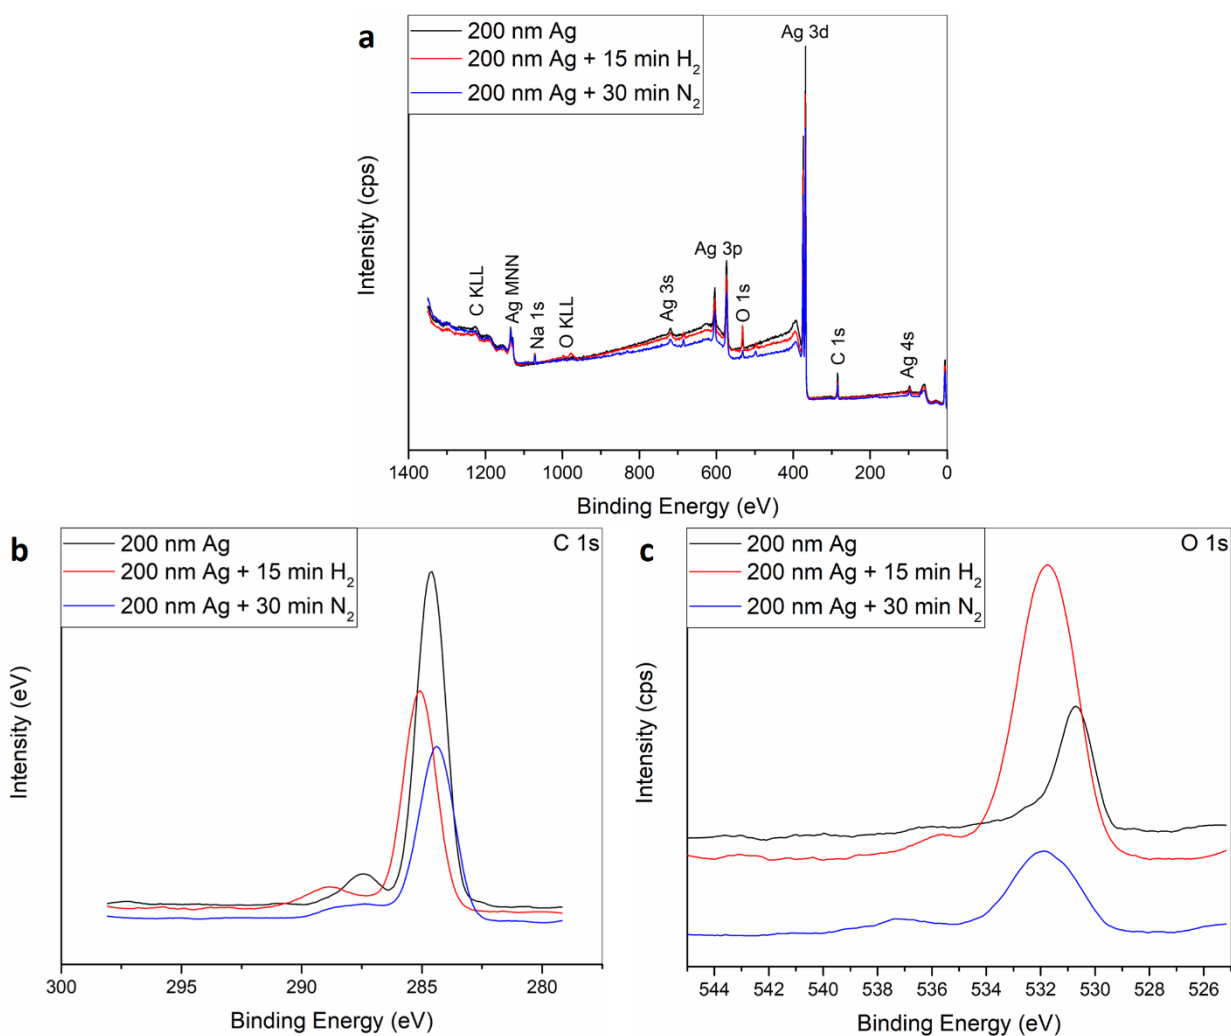 a
200 nm Ag
200 nm Ag + 15 min H₂
200 nm Ag + 30 min N₂
Ag 3d
Ag 3p
C KLL
Ag MNN
Na 1s
O KLL
Ag 3s
O 1s
C 1s
Ag 4s
Intensity (cps)
1400 1200 1000 800 600 400 200 0
Binding Energy (eV)
b
200 nm Ag
200 nm Ag + 15 min H₂
200 nm Ag + 30 min N₂
C 1s
Intensity (eV)
300 295 290 285 280
Binding Energy (eV)
c
200 nm Ag
200 nm Ag + 15 min H₂
200 nm Ag + 30 min N₂
O 1s
Intensity (cps)
544 542 540 538 536 534 532 530 528 526
Binding Energy (eV)